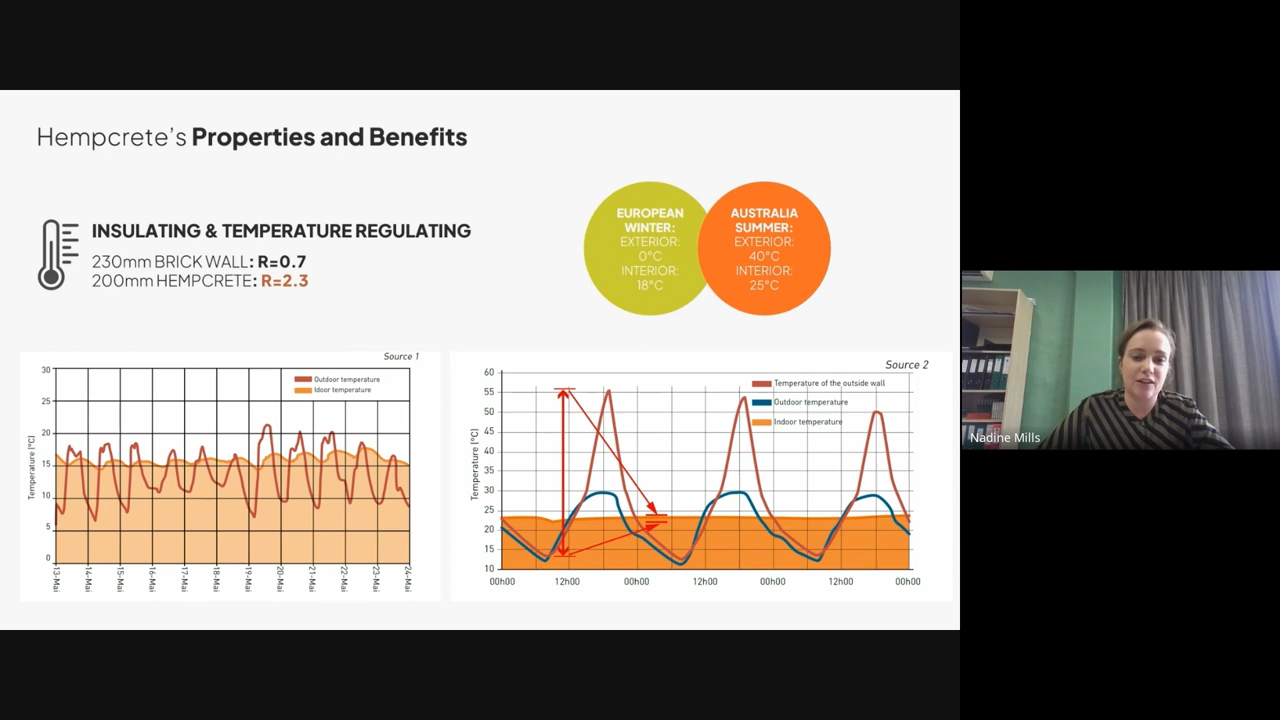 Hempcrete's Properties and Benefits
INSULATING & TEMPERATURE REGULATING
230mm BRICK WALL: R=0.7
200mm HEMPCRETE: R=2.3
EUROPEAN
WINTER:
EXTERIOR:
0°C
INTERIOR:
18°C
AUSTRALIA
SUMMER:
EXTERIOR:
40°C
INTERIOR:
25°C
Source 1
Outdoor temperature
Idoor temperature
Temperature [°C]
30
25
20
15
10
5
0
13-Mai
14-Mai
15-Mai
16-Mai
17-Mai
18-Mai
19-Mai
20-Mai
21-Mai
22-Mai
23-Mai
24-Mai
Source 2
Temperature of the outside wall
Outdoor temperature
Indoor temperature
Temperature [°C]
60
55
50
45
40
35
30
25
20
15
10
00h00
12h00
00h00
12h00
00h00
12h00
00h00
Nadine Mills